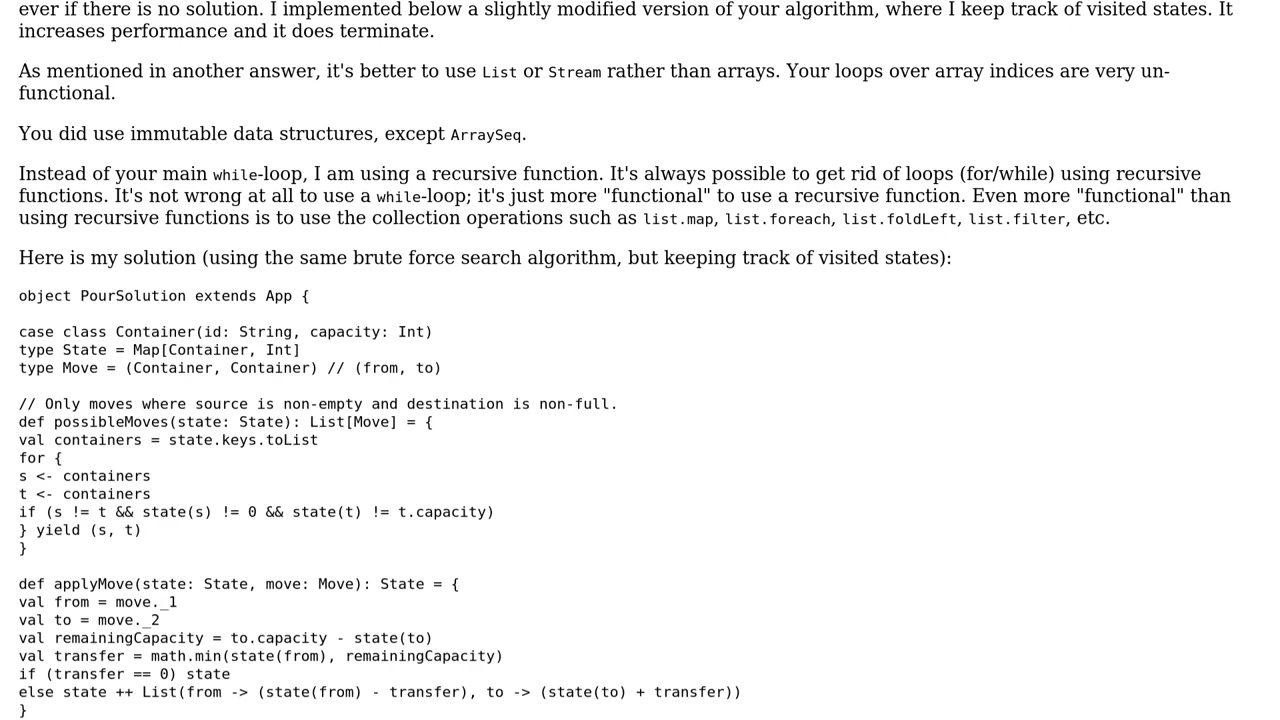 ever if there is no solution. I implemented below a slightly modified version of your algorithm, where I keep track of visited states. It
increases performance and it does terminate.
As mentioned in another answer, it's better to use List or Stream rather than arrays. Your loops over array indices are very un-
functional.
You did use immutable data structures, except ArraySeq.
Instead of your main while-loop, I am using a recursive function. It's always possible to get rid of loops (for/while) using recursive
functions. It's not wrong at all to use a while-loop; it's just more "functional" to use a recursive function. Even more "functional" than
using recursive functions is to use the collection operations such as list.map, list.foreach, list.foldLeft, list.filter, etc.
Here is my solution (using the same brute force search algorithm, but keeping track of visited states):
object PourSolution extends App {
case class Container(id: String, capacity: Int)
type State = Map[Container, Int]
type Move = (Container, Container) // (from, to)
// Only moves where source is non-empty and destination is non-full.
def possibleMoves(state: State): List[Move] = {
val containers = state.keys.toList
for {
s <- containers
t <- containers
if (s != t && state(s) != 0 && state(t) != t.capacity)
} yield (s, t)
}
def applyMove(state: State, move: Move): State = {
val from = move._1
val to = move._2
val remainingCapacity = to.capacity - state(to)
val transfer = math.min(state(from), remainingCapacity)
if (transfer == 0) state
else state ++ List(from -> (state(from) - transfer), to -> (state(to) + transfer))
}